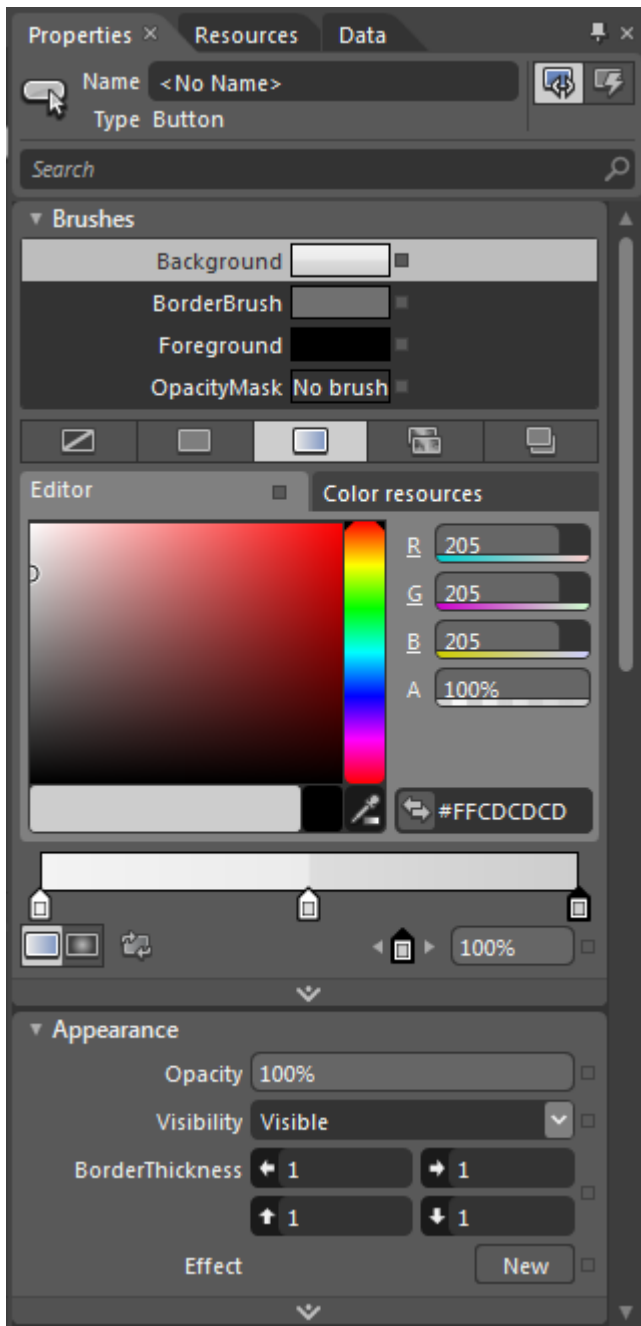 Properties × Resources Data
Name <No Name>
Type Button
Search
Brushes
Background
BorderBrush
Foreground
OpacityMask No brush
Editor Color resources
R 205
G 205
B 205
A 100%
#FFCDCDCD
100%
Appearance
Opacity 100%
Visibility Visible
BorderThickness 1 1
1 1
Effect New